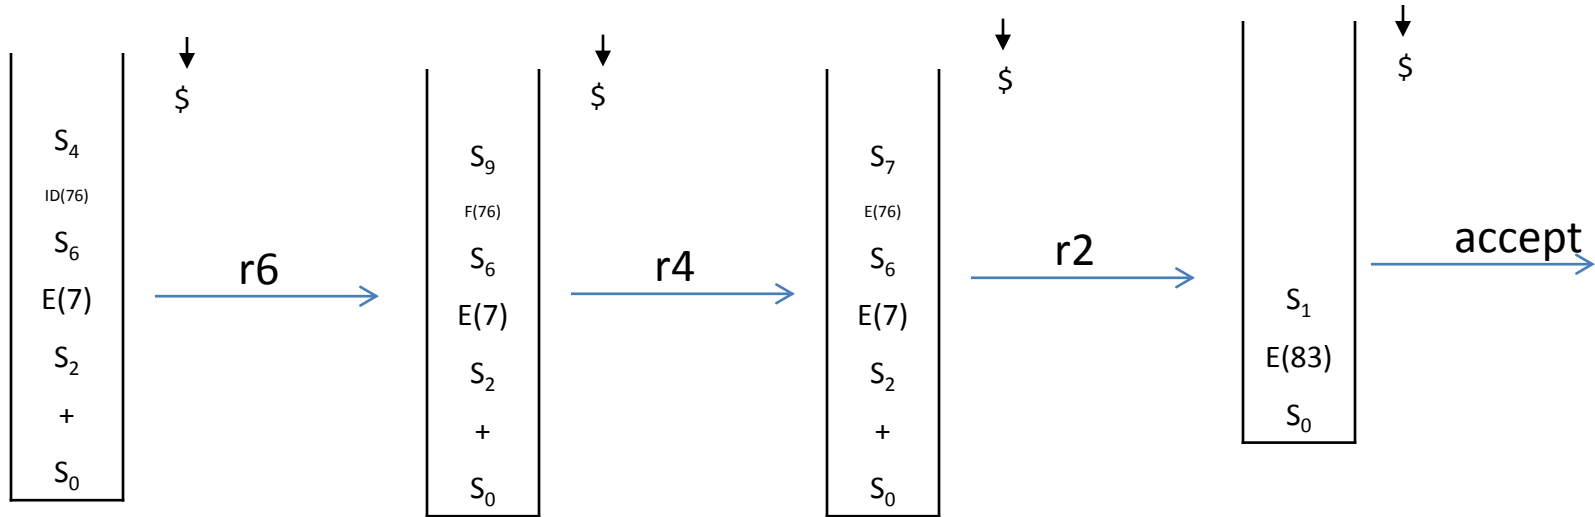 $
S₄
ID(76)
S₆
E(7)
S₂
+
S₀
r6
$
S₉
F(76)
S₆
E(7)
S₂
+
S₀
r4
$
S₇
E(76)
S₆
E(7)
S₂
+
S₀
r2
$
S₁
E(83)
S₀
accept